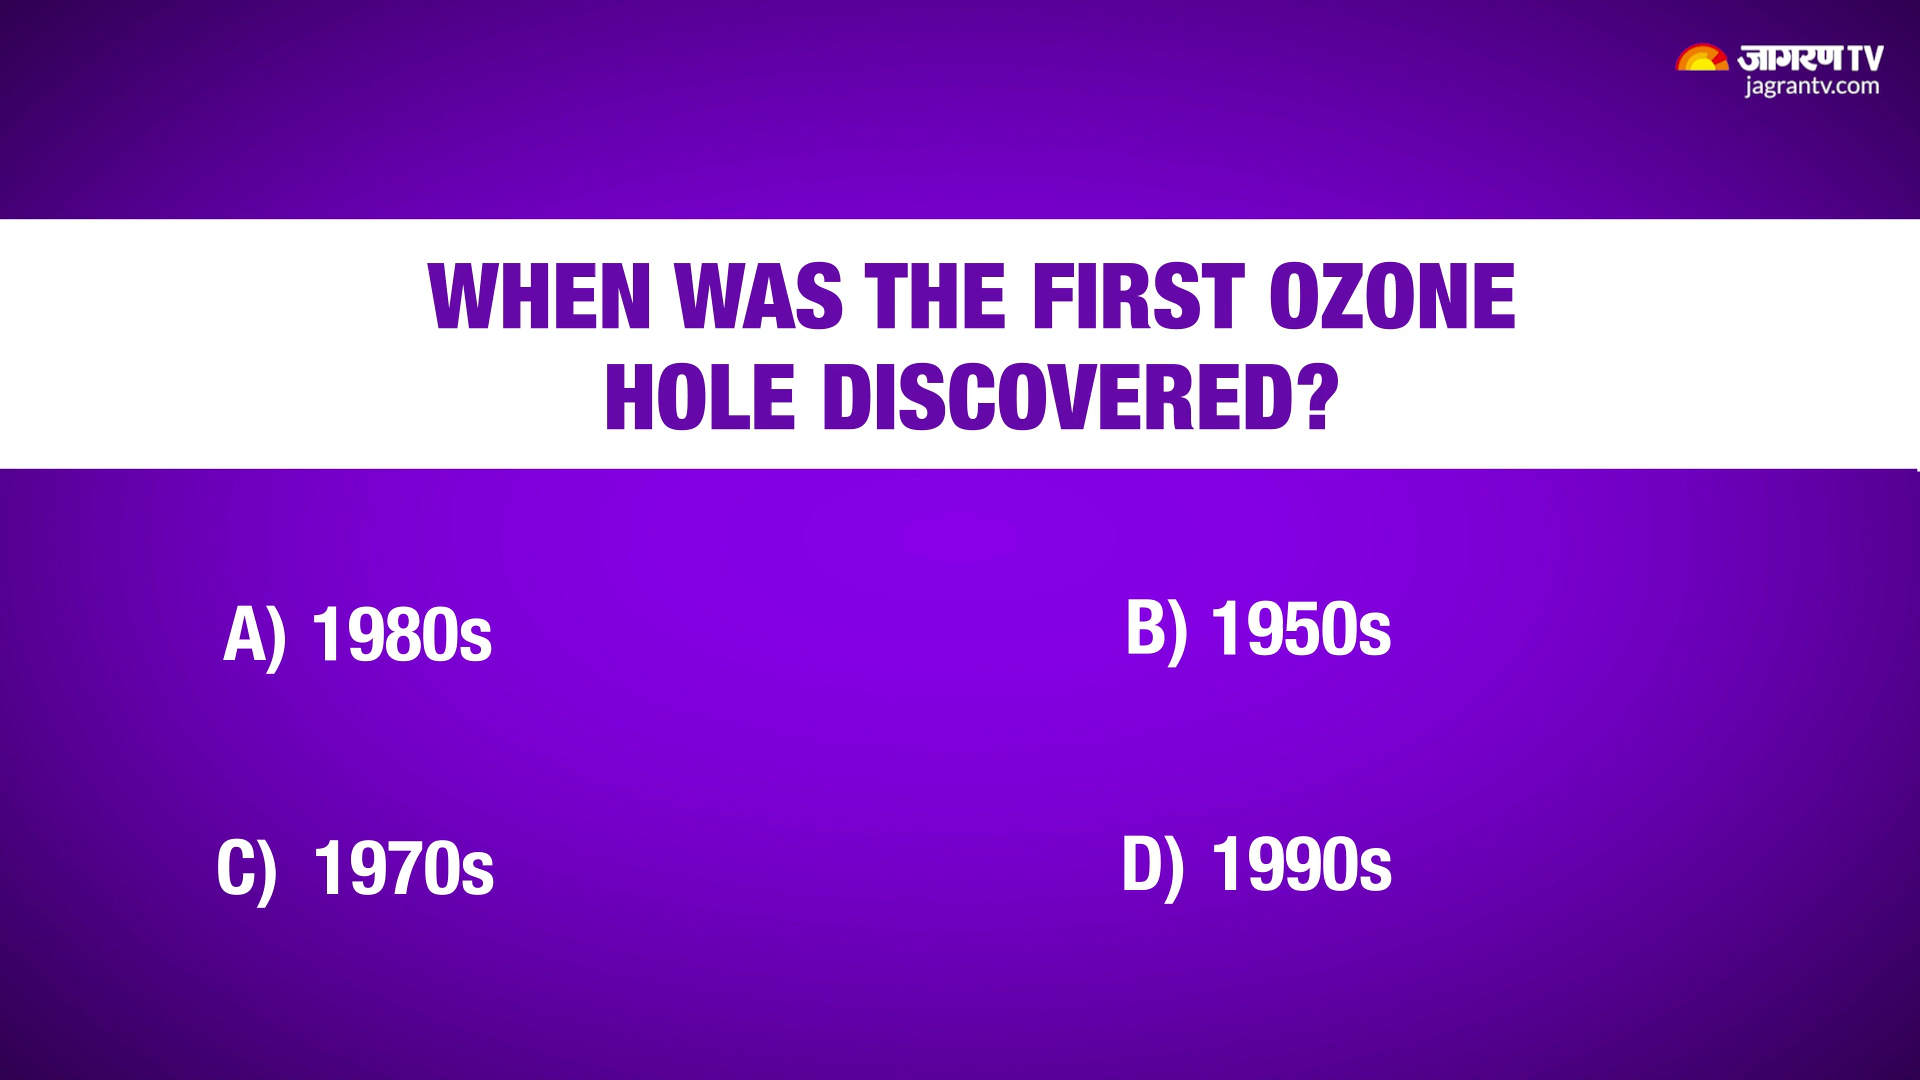 जागरण TV
jagrantv.com
WHEN WAS THE FIRST OZONE
HOLE DISCOVERED?
A) 1980s
B) 1950s
C) 1970s
D) 1990s